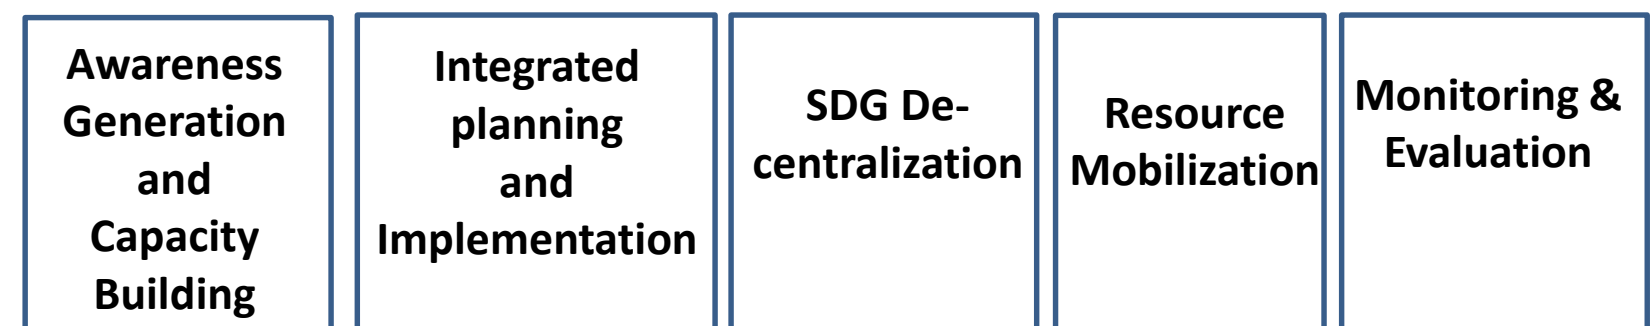 Awareness
Generation
and
Capacity
Building
Integrated
planning
and
Implementation
SDG De-
centralization
Resource
Mobilization
Monitoring &
Evaluation